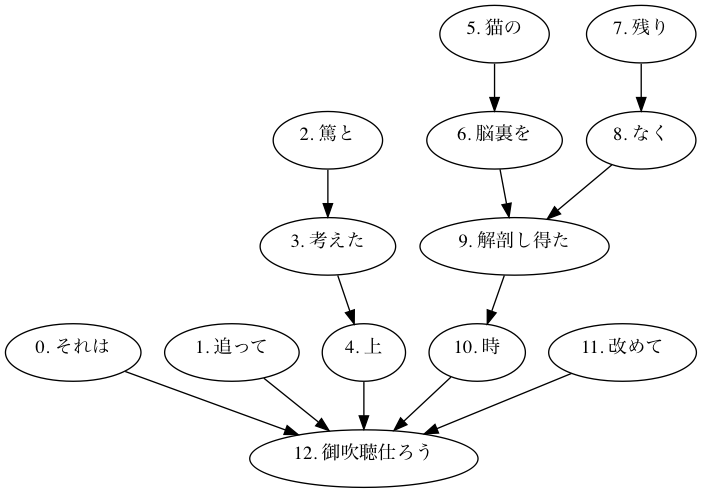 5. 猫の
7. 残り
2. 篤と
6. 脳裏を
8. なく
3. 考えた
9. 解剖し得た
0. それは
1. 追って
4. 上
10. 時
11. 改めて
12. 御吹聴仕ろう